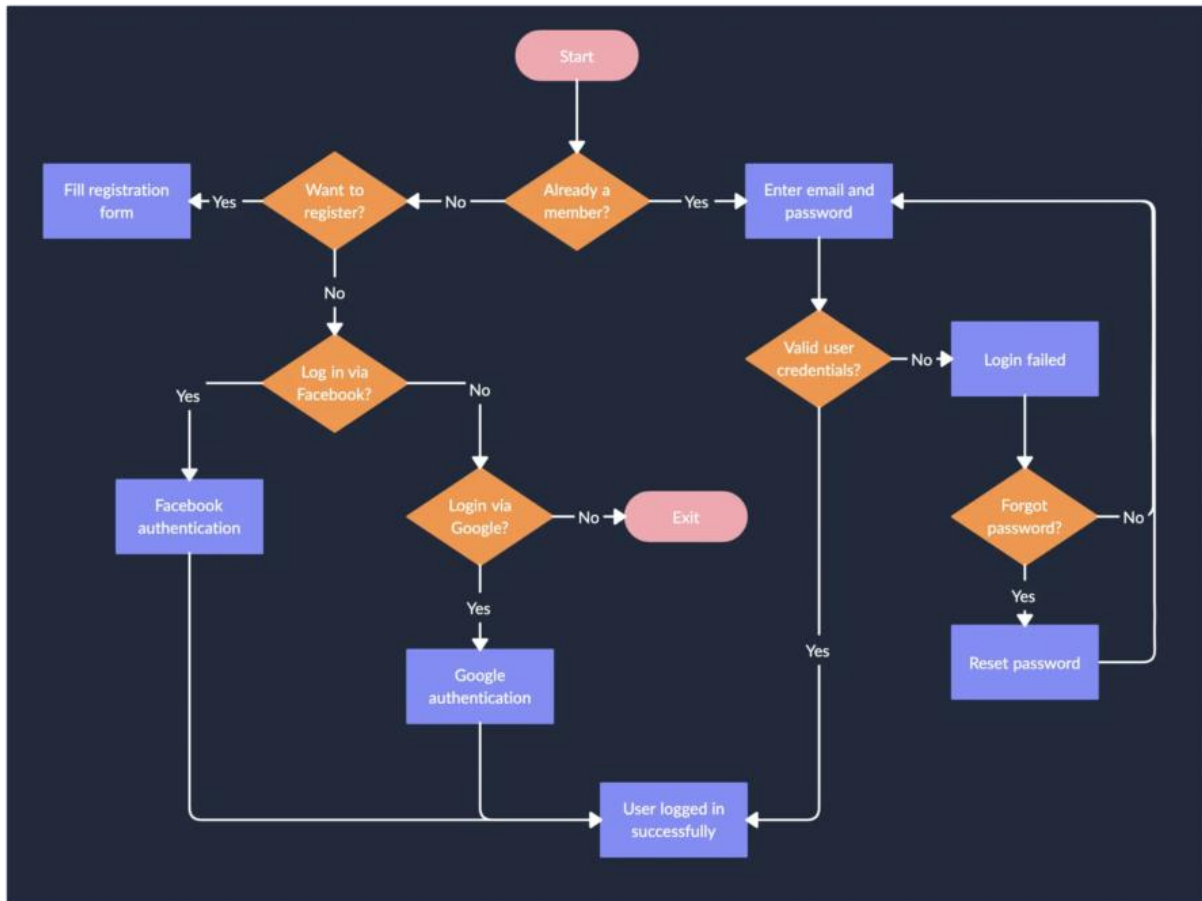 Start
Fill registration
form
Yes
Want to
register?
No
Already a
member?
Yes
Enter email and
password
No
Valid user
credentials?
No
Login failed
Log in via
Facebook?
Yes
No
Facebook
authentication
Login via
Google?
No
Exit
Forgot
password?
No
Yes
Yes
Yes
Reset password
Google
authentication
User logged in
successfully